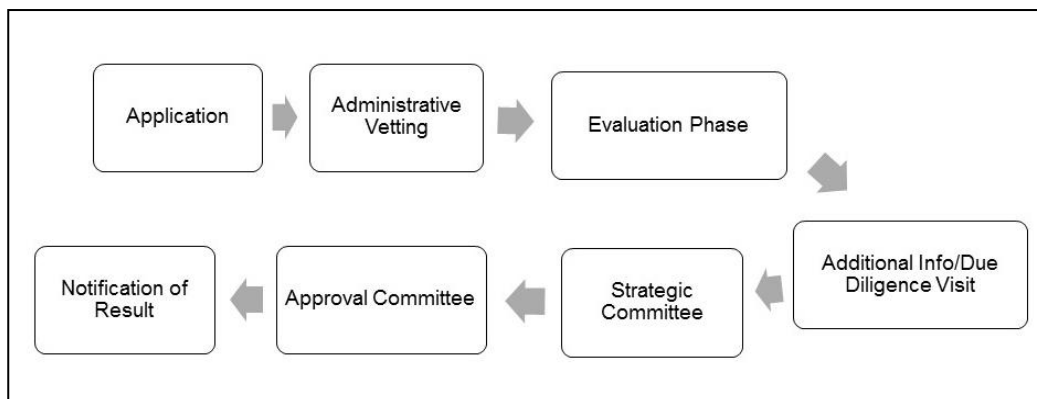 Application
Administrative
Vetting
Evaluation Phase
Additional Info/Due
Diligence Visit
Strategic
Committee
Approval Committee
Notification of
Result